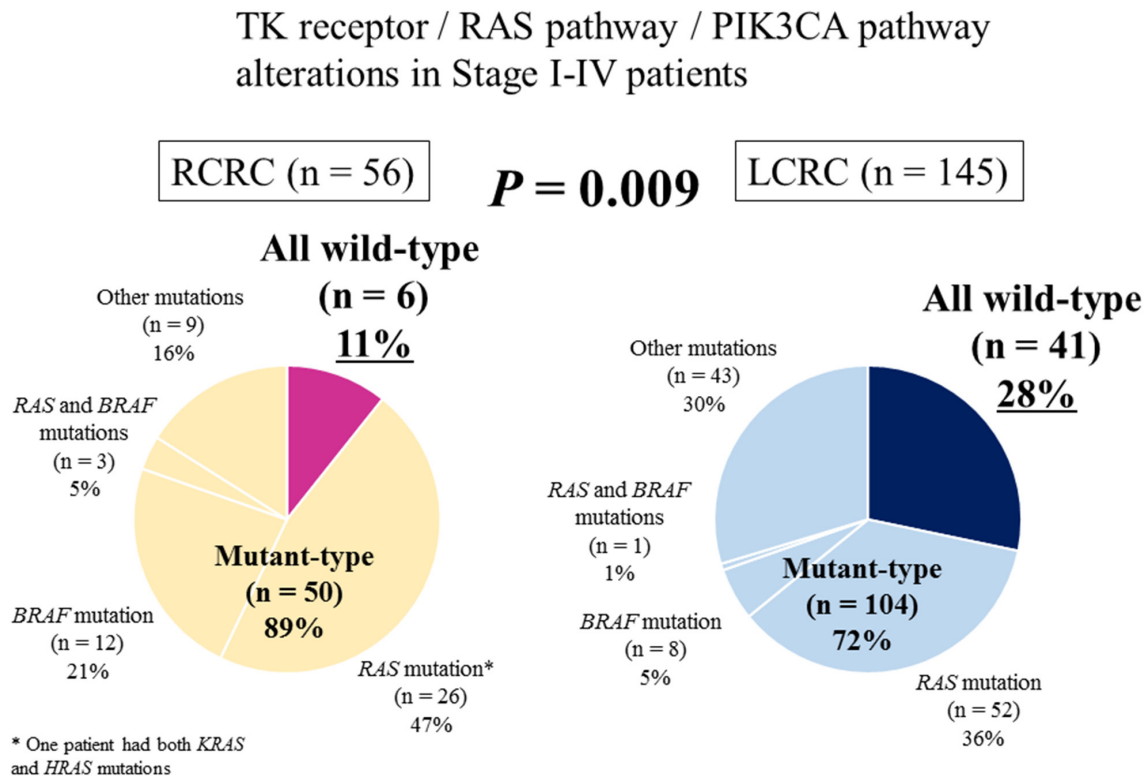 TK receptor / RAS pathway / PIK3CA pathway
alterations in Stage I-IV patients
RCRC (n = 56)
P = 0.009
LCRC (n = 145)
All wild-type
(n = 6)
11%
Other mutations
(n = 9)
16%
RAS and BRAF
mutations
(n = 3)
5%
Mutant-type
(n = 50)
89%
BRAF mutation
(n = 12)
21%
RAS mutation*
(n = 26)
47%
* One patient had both KRAS
and HRAS mutations
All wild-type
(n = 41)
28%
Other mutations
(n = 43)
30%
RAS and BRAF
mutations
(n = 1)
1%
Mutant-type
(n = 104)
72%
BRAF mutation
(n = 8)
5%
RAS mutation
(n = 52)
36%